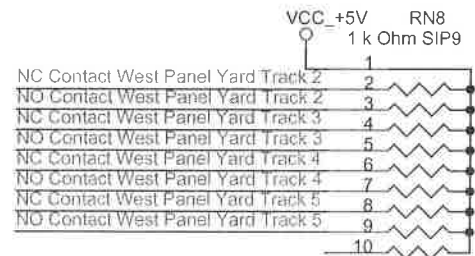 VCC_+5V RN8
1 k Ohm SIP9
1
NC Contact West Panel Yard Track 2 2
NO Contact West Panel Yard Track 2 3
NC Contact West Panel Yard Track 3 4
NO Contact West Panel Yard Track 3 5
NC Contact West Panel Yard Track 4 6
NO Contact West Panel Yard Track 4 7
NC Contact West Panel Yard Track 5 8
NO Contact West Panel Yard Track 5 9
10